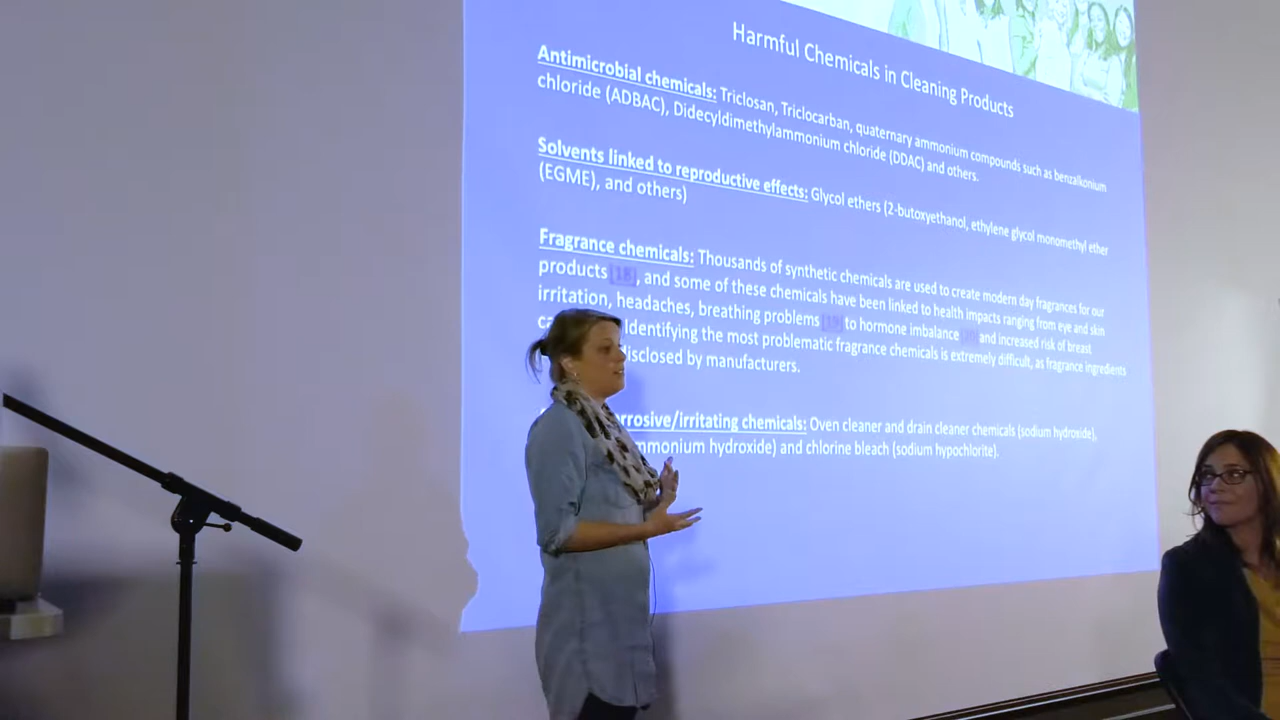 Harmful Chemicals in Cleaning Products
Antimicrobial chemicals: Triclosan, Triclocarban, quaternary ammonium compounds such as benzalkonium
chloride (ADBAC), Didecyldimethylammonium chloride (DDAC) and others.
Solvents linked to reproductive effects: Glycol ethers (2-butoxyethanol, ethylene glycol monomethyl ether
(EGME), and others)
Fragrance chemicals: Thousands of synthetic chemicals are used to create modern day fragrances for our
products [18], and some of these chemicals have been linked to health impacts ranging from eye and skin
irritation, headaches, breathing problems [19] to hormone imbalance and increased risk of breast
Identifying the most problematic fragrance chemicals is extremely difficult, as fragrance ingredients
isclosed by manufacturers.
orrosive/irritating chemicals: Oven cleaner and drain cleaner chemicals (sodium hydroxide),
mmonium hydroxide) and chlorine bleach (sodium hypochlorite).